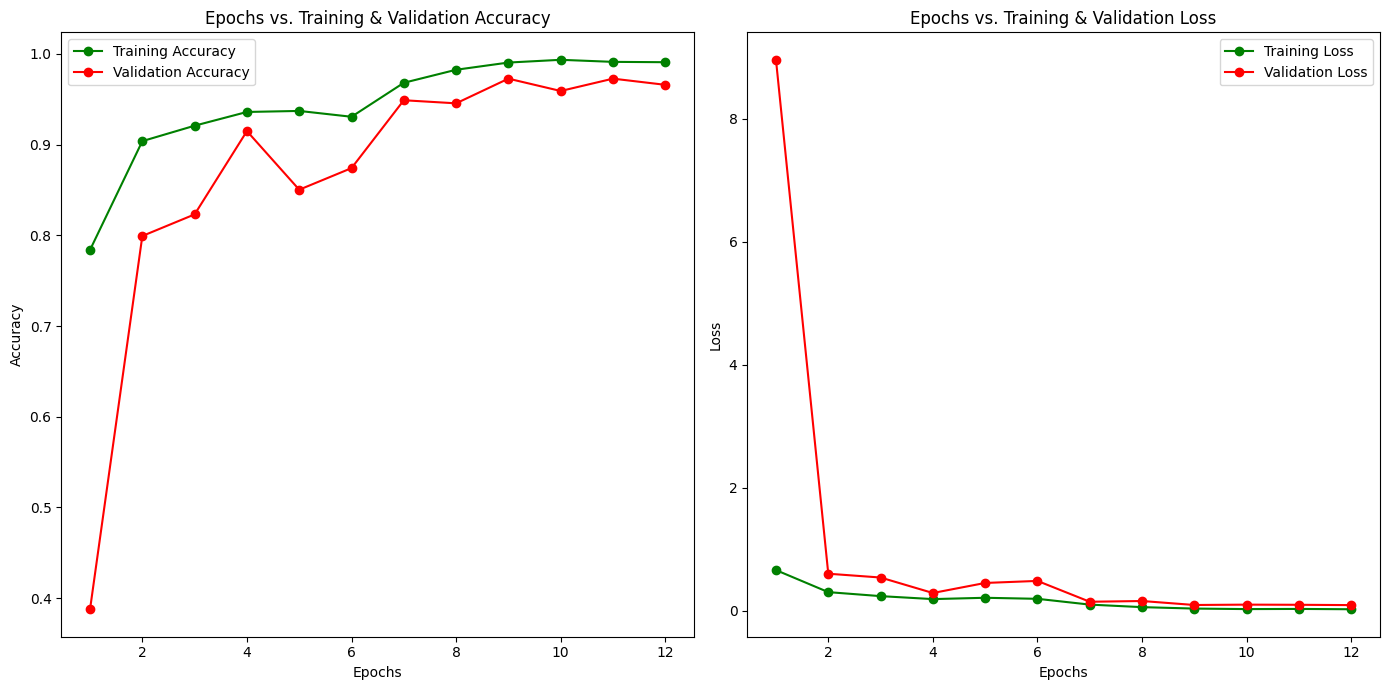 Epochs vs. Training & Validation Accuracy
Training Accuracy
Validation Accuracy
1.0
0.9
0.8
0.7
0.6
0.5
0.4
Accuracy
2 4 6 8 10 12
Epochs
Epochs vs. Training & Validation Loss
Training Loss
Validation Loss
8
6
4
2
0
Loss
2 4 6 8 10 12
Epochs